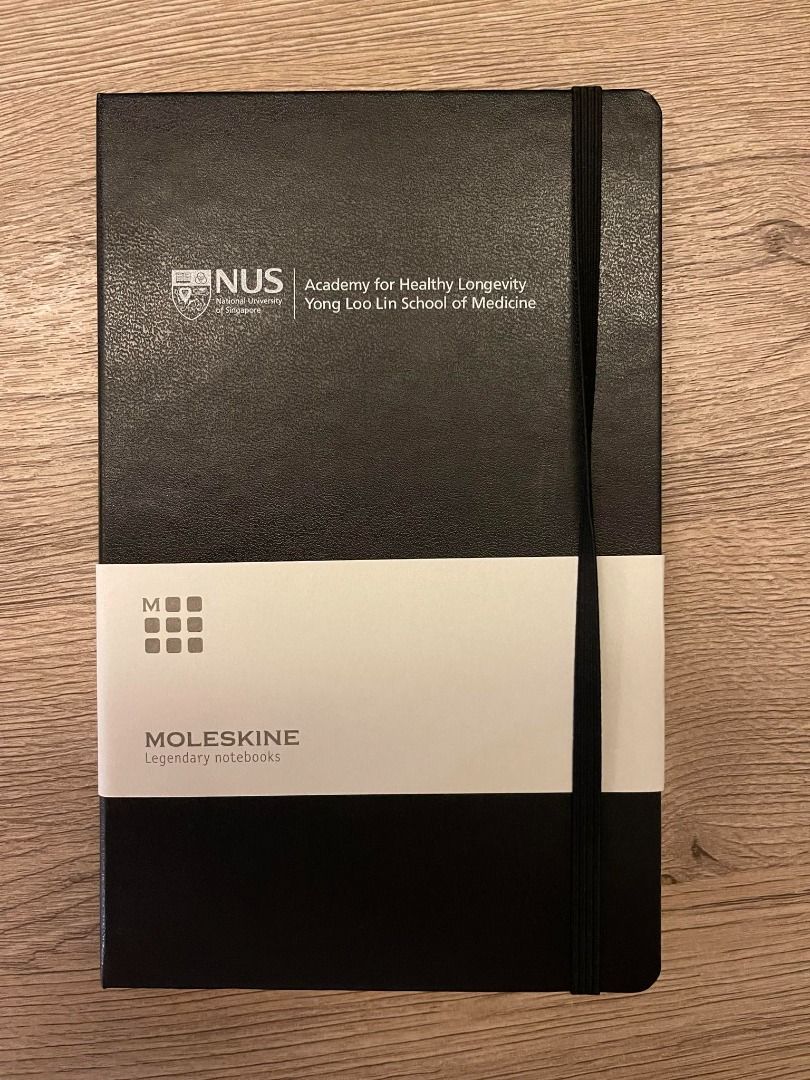 NUS
National University
of Singapore
Academy for Healthy Longevity
Yong Loo Lin School of Medicine
M
MOLESKINE
Legendary notebooks